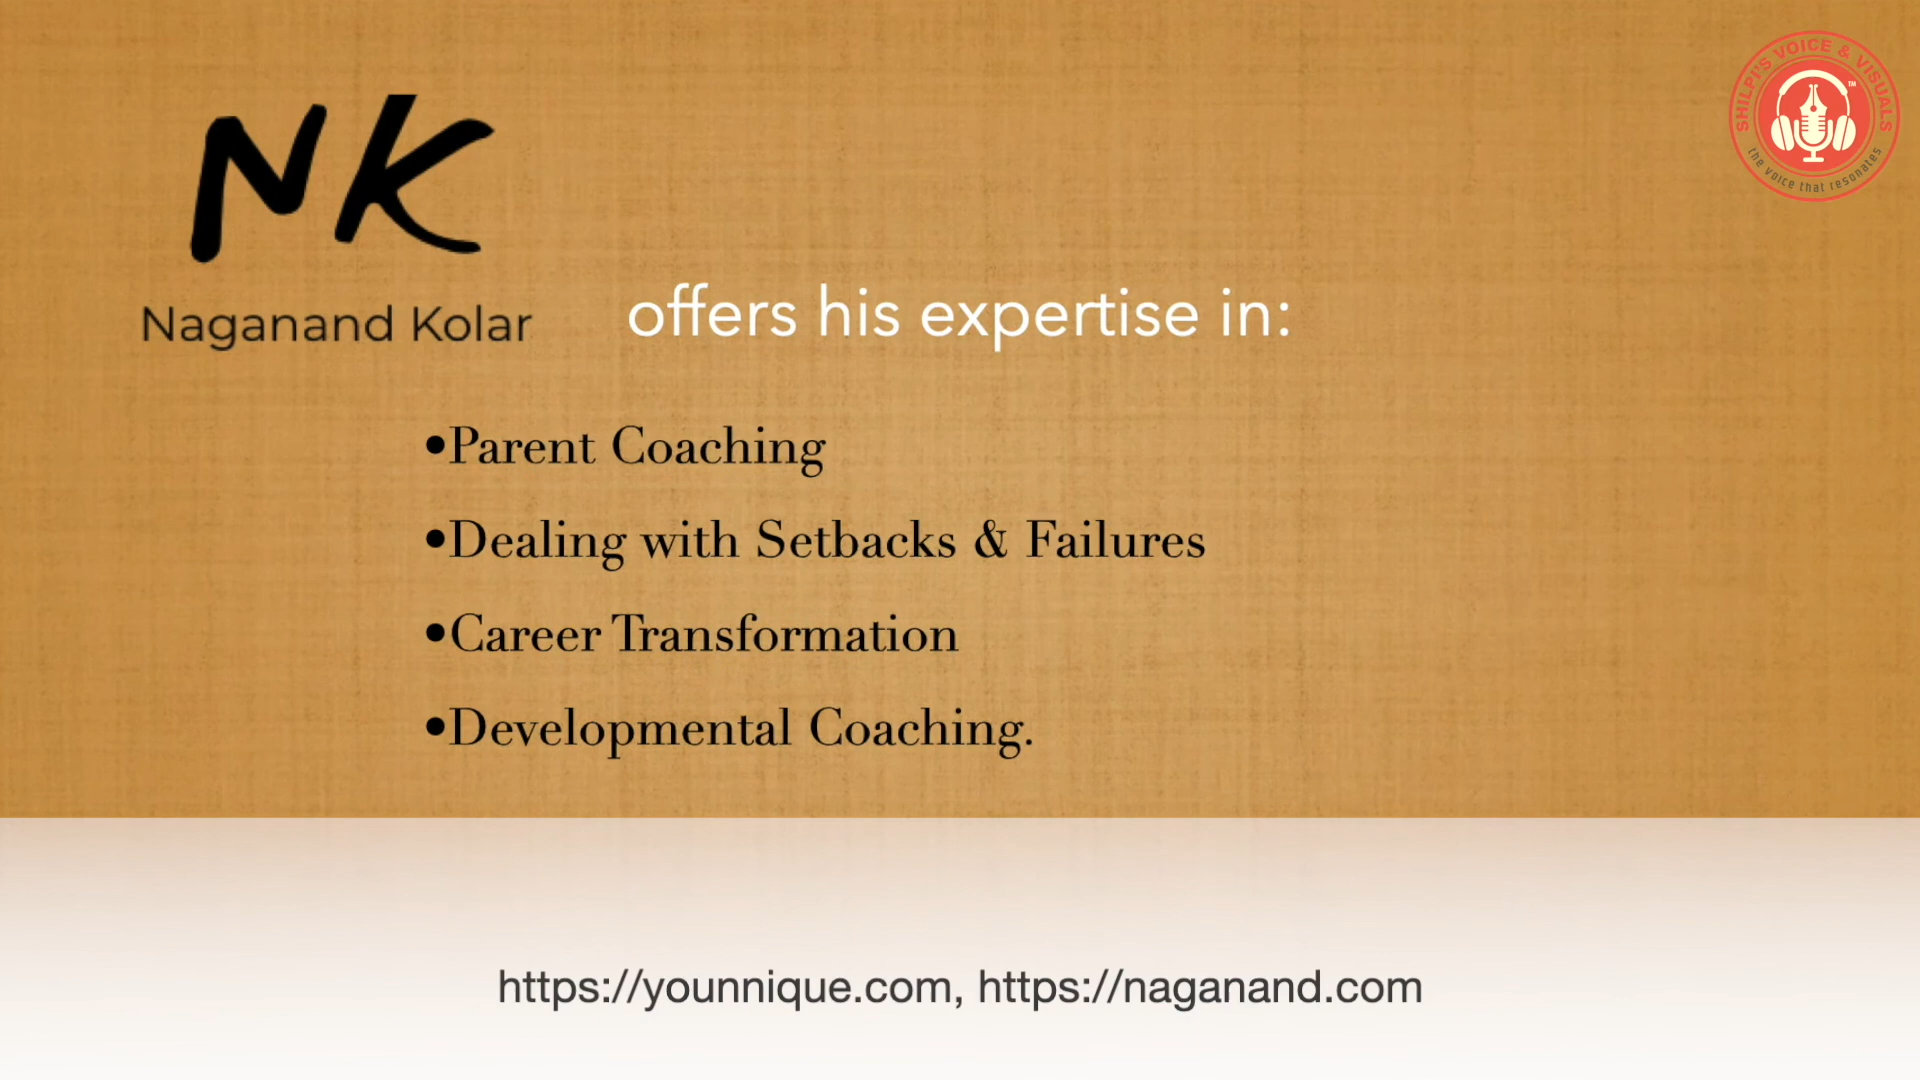 SHILPI'S VOICE & VISUALS
TM
the voice that resonates
NK
Naganand Kolar
offers his expertise in:
•Parent Coaching
•Dealing with Setbacks & Failures
•Career Transformation
•Developmental Coaching.
https://younnique.com, https://naganand.com